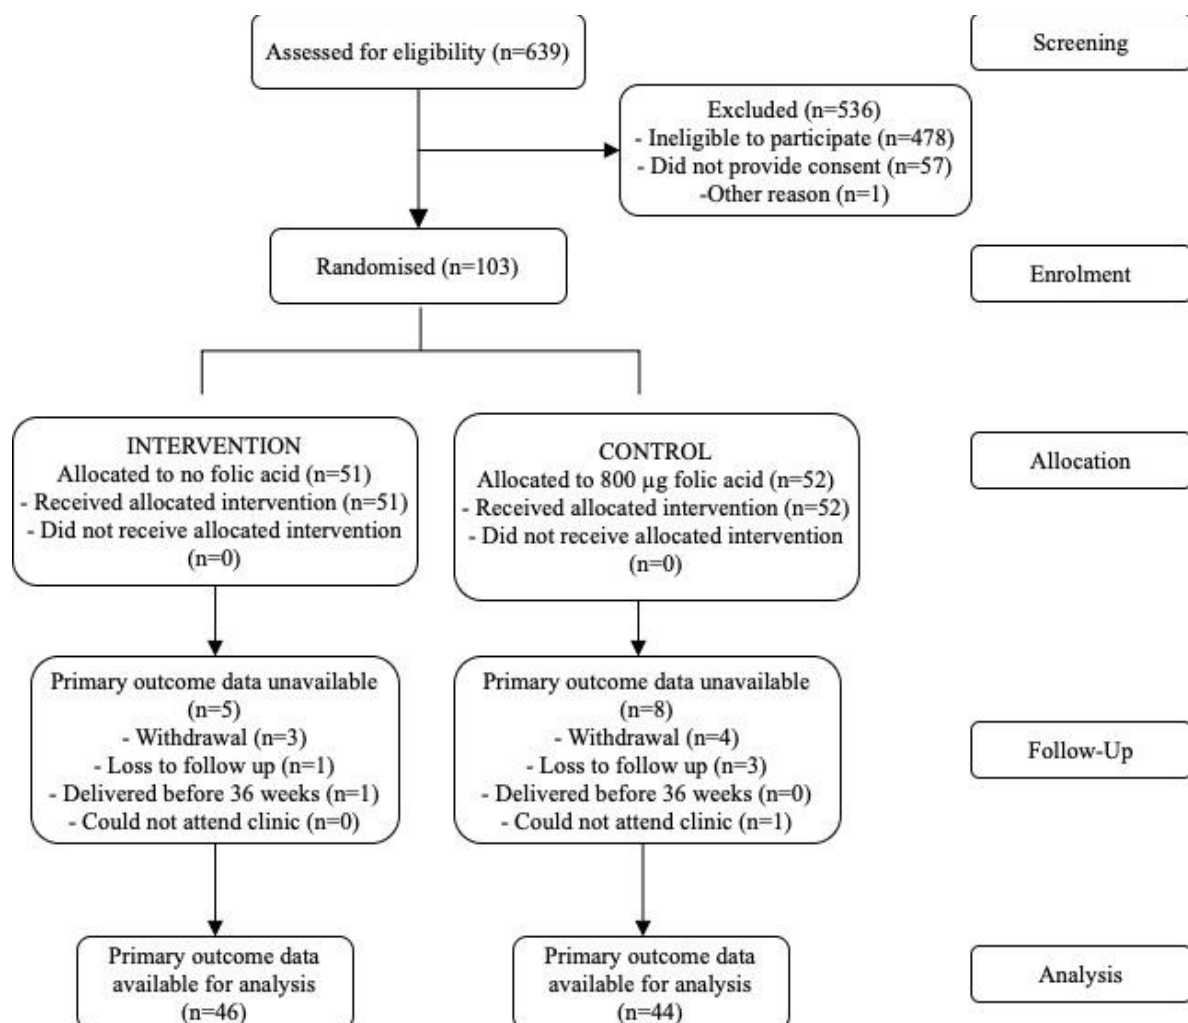 Assessed for eligibility (n=639)
Screening
Excluded (n=536)
- Ineligible to participate (n=478)
- Did not provide consent (n=57)
-Other reason (n=1)
Randomised (n=103)
Enrolment
INTERVENTION
Allocated to no folic acid (n=51)
- Received allocated intervention (n=51)
- Did not receive allocated intervention
(n=0)
CONTROL
Allocated to 800 µg folic acid (n=52)
- Received allocated intervention (n=52)
- Did not receive allocated intervention
(n=0)
Allocation
Primary outcome data unavailable
(n=5)
- Withdrawal (n=3)
- Loss to follow up (n=1)
- Delivered before 36 weeks (n=1)
- Could not attend clinic (n=0)
Primary outcome data unavailable
(n=8)
- Withdrawal (n=4)
- Loss to follow up (n=3)
- Delivered before 36 weeks (n=0)
- Could not attend clinic (n=1)
Follow-Up
Primary outcome data
available for analysis
(n=46)
Primary outcome data
available for analysis
(n=44)
Analysis